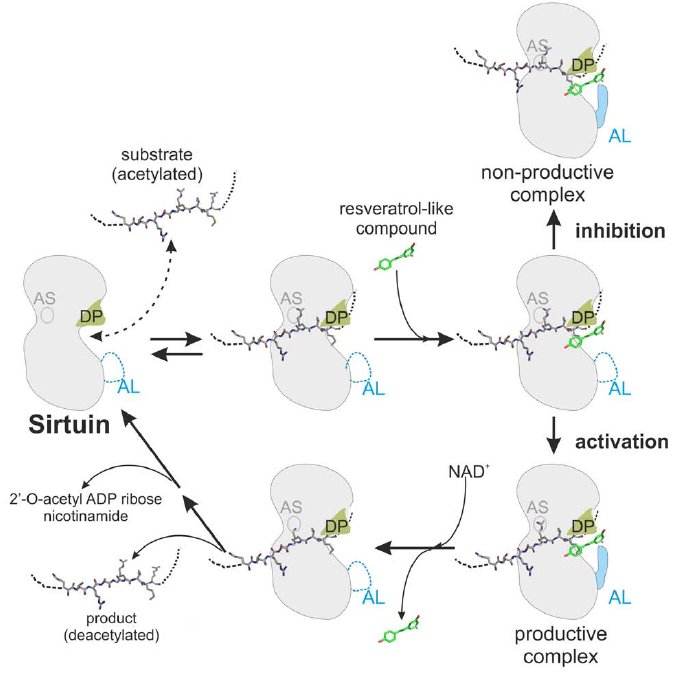 AS
DP
AL
non-productive
complex
substrate
(acetylated)
resveratrol-like
compound
inhibition
AS
DP
AL
Sirtuin
AS
DP
AL
AS
DP
AL
activation
2'-O-acetyl ADP ribose
nicotinamide
NAD⁺
AS
DP
AL
AS
DP
AL
product
(deacetylated)
productive
complex